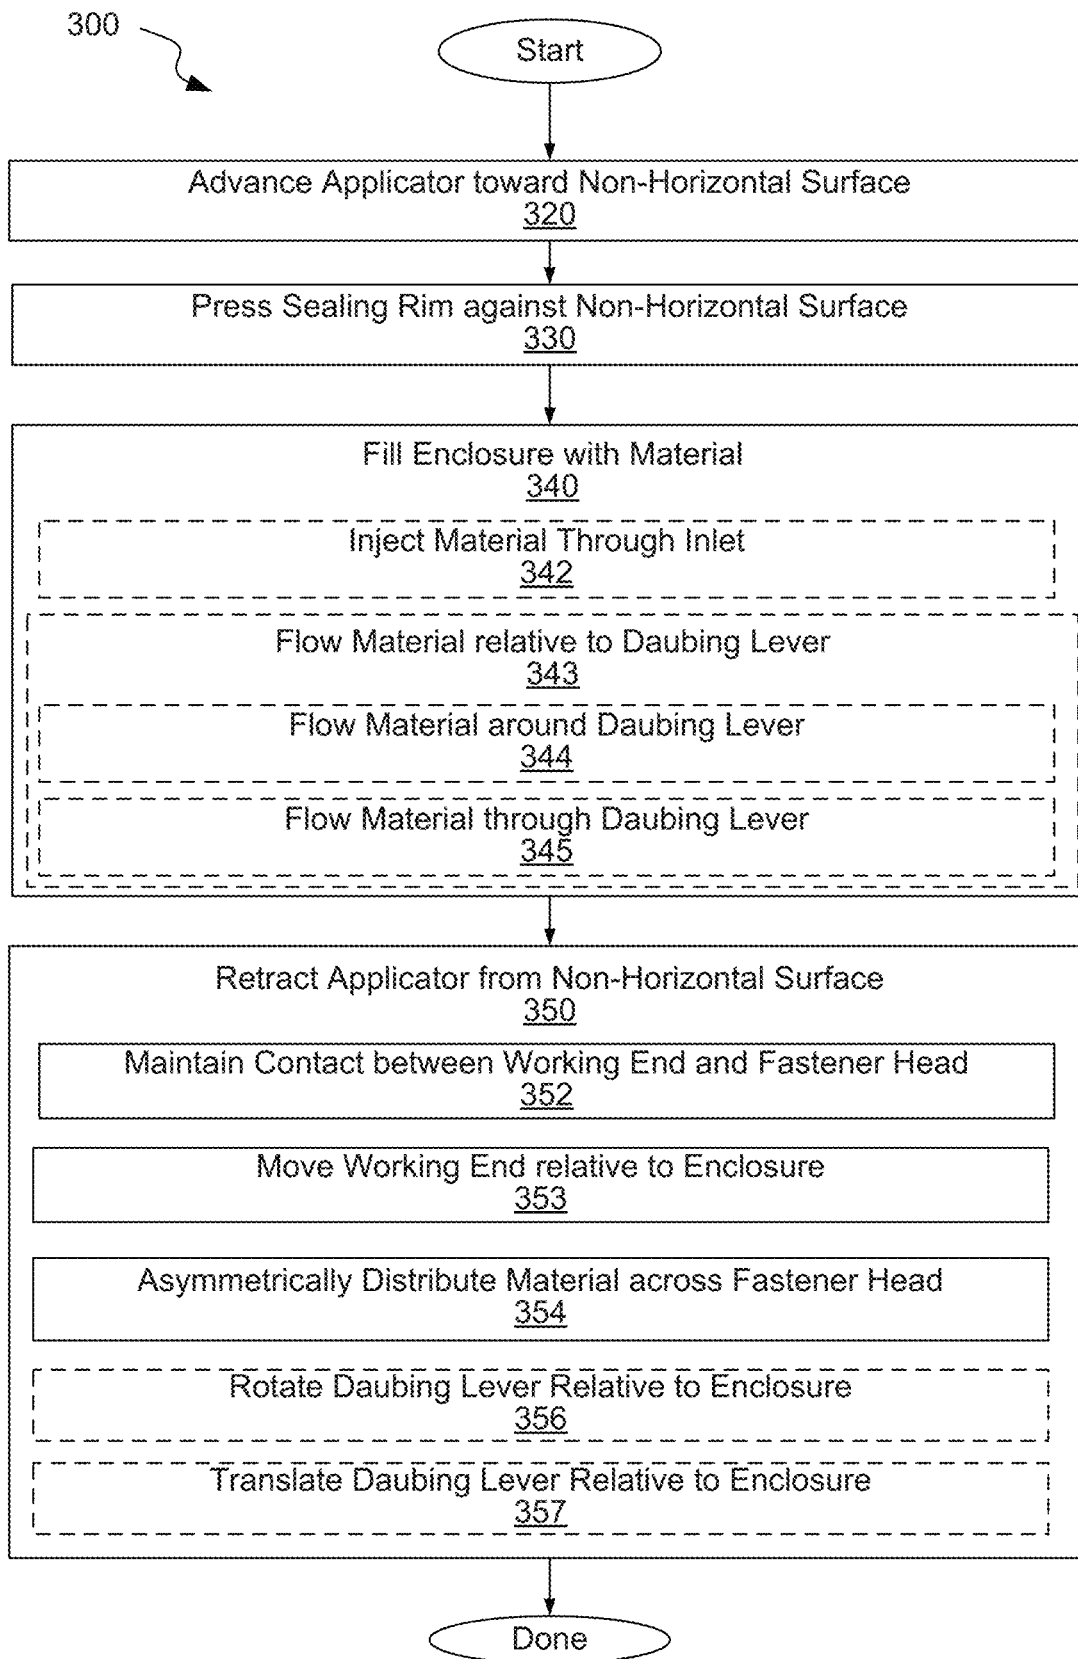 300
Start
Advance Applicator toward Non-Horizontal Surface
320
Press Sealing Rim against Non-Horizontal Surface
330
Fill Enclosure with Material
340
Inject Material Through Inlet
342
Flow Material relative to Daubing Lever
343
Flow Material around Daubing Lever
344
Flow Material through Daubing Lever
345
Retract Applicator from Non-Horizontal Surface
350
Maintain Contact between Working End and Fastener Head
352
Move Working End relative to Enclosure
353
Asymmetrically Distribute Material across Fastener Head
354
Rotate Daubing Lever Relative to Enclosure
356
Translate Daubing Lever Relative to Enclosure
357
Done